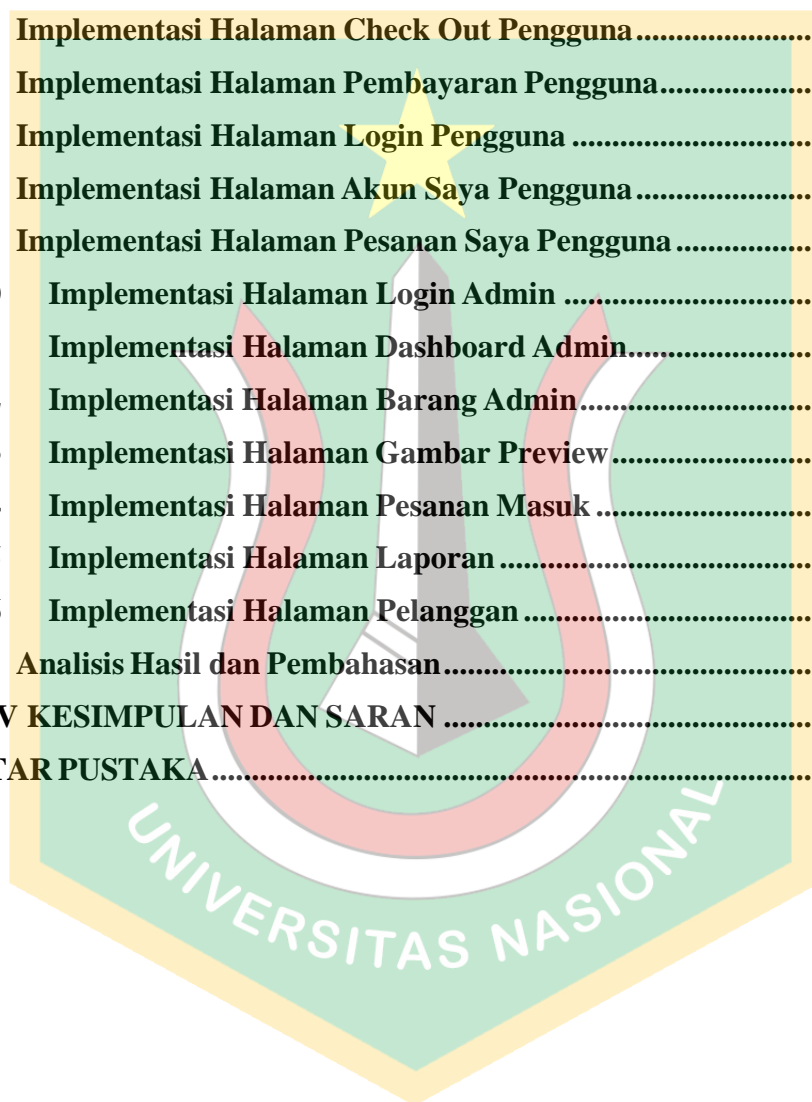 Implementasi Halaman Check Out Pengguna
Implementasi Halaman Pembayaran Pengguna
Implementasi Halaman Login Pengguna
Implementasi Halaman Akun Saya Pengguna
Implementasi Halaman Pesanan Saya Pengguna
Implementasi Halaman Login Admin
Implementasi Halaman Dashboard Admin
Implementasi Halaman Barang Admin
Implementasi Halaman Gambar Preview
Implementasi Halaman Pesanan Masuk
Implementasi Halaman Laporan
Implementasi Halaman Pelanggan
Analisis Hasil dan Pembahasan
V KESIMPULAN DAN SARAN
TAR PUSTAKA
UNIVERSITAS NASIONAL